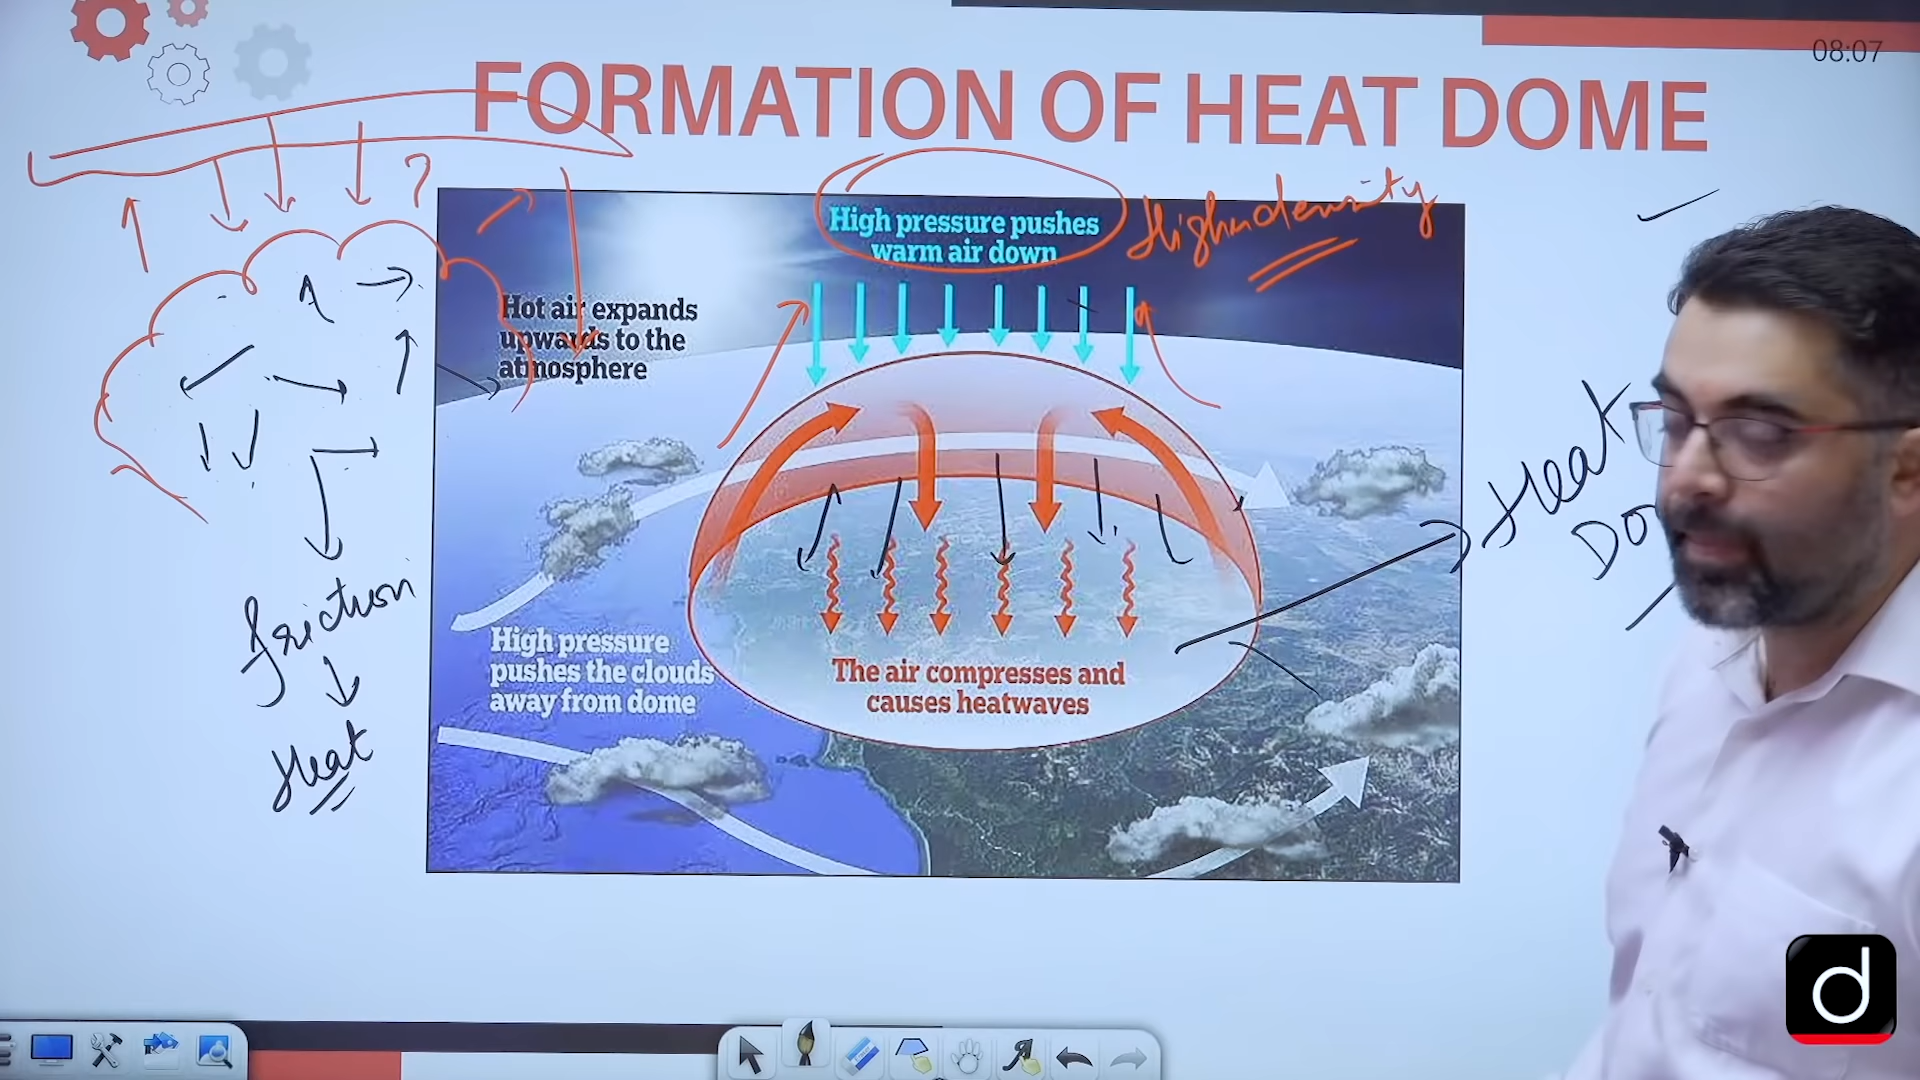 08:07
FORMATION OF HEAT DOME
?
High pressure pushes
warm air down
High density
Hot air expands
upwards to the
atmosphere
Heat
High pressure
pushes the clouds
away from dome
The air compresses and
causes heatwaves
friction
Heat
d